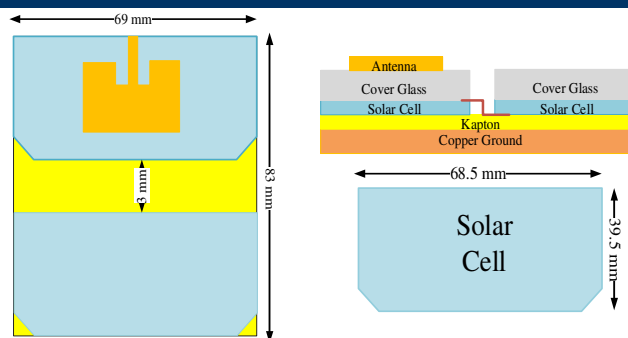 69 mm
3 mm
83 mm
Antenna
Cover Glass
Cover Glass
Solar Cell
Solar Cell
Kapton
Copper Ground
68.5 mm
Solar
Cell
39.5 mm